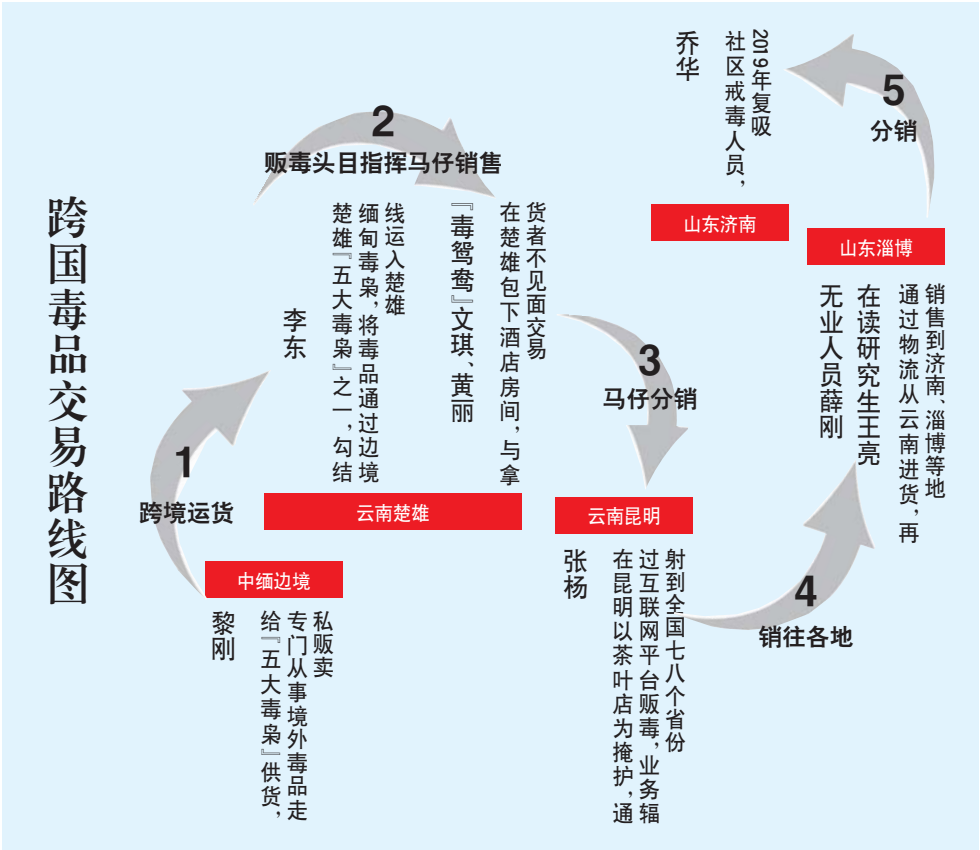 跨国毒品交易路线图
1
跨境运货
中缅边境
黎刚
给『五大毒枭』供货，
专门从事境外毒品走
私贩卖
2
贩毒头目指挥马仔销售
李东
楚雄『五大毒枭』之一，勾结
缅甸毒枭，将毒品通过边境
线运入楚雄
『毒鸳鸯』文琪、黄丽
在楚雄包下酒店房间，与拿
货者不见面交易
云南楚雄
3
马仔分销
云南昆明
张杨
在昆明以茶叶店为掩护，通
过互联网平台贩毒，业务辐
射到全国七八个省份
4
销往各地
山东淄博
无业人员薛刚
在读研究生王亮
通过物流从云南进货，再
销售到济南、淄博等地
5
分销
山东济南
乔华
社区戒毒人员，
2019年复吸